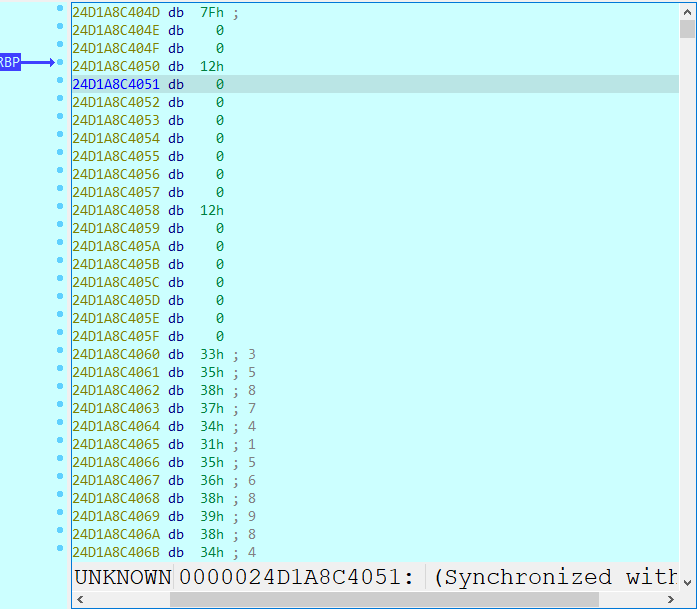 24D1A8C404D db 7Fh ;
24D1A8C404E db 0
24D1A8C404F db 0
RBP 24D1A8C4050 db 12h
24D1A8C4051 db 0
24D1A8C4052 db 0
24D1A8C4053 db 0
24D1A8C4054 db 0
24D1A8C4055 db 0
24D1A8C4056 db 0
24D1A8C4057 db 0
24D1A8C4058 db 12h
24D1A8C4059 db 0
24D1A8C405A db 0
24D1A8C405B db 0
24D1A8C405C db 0
24D1A8C405D db 0
24D1A8C405E db 0
24D1A8C405F db 0
24D1A8C4060 db 33h ; 3
24D1A8C4061 db 35h ; 5
24D1A8C4062 db 38h ; 8
24D1A8C4063 db 37h ; 7
24D1A8C4064 db 34h ; 4
24D1A8C4065 db 31h ; 1
24D1A8C4066 db 35h ; 5
24D1A8C4067 db 36h ; 6
24D1A8C4068 db 38h ; 8
24D1A8C4069 db 39h ; 9
24D1A8C406A db 38h ; 8
24D1A8C406B db 34h ; 4
UNKNOWN 0000024D1A8C4051: (Synchronized with